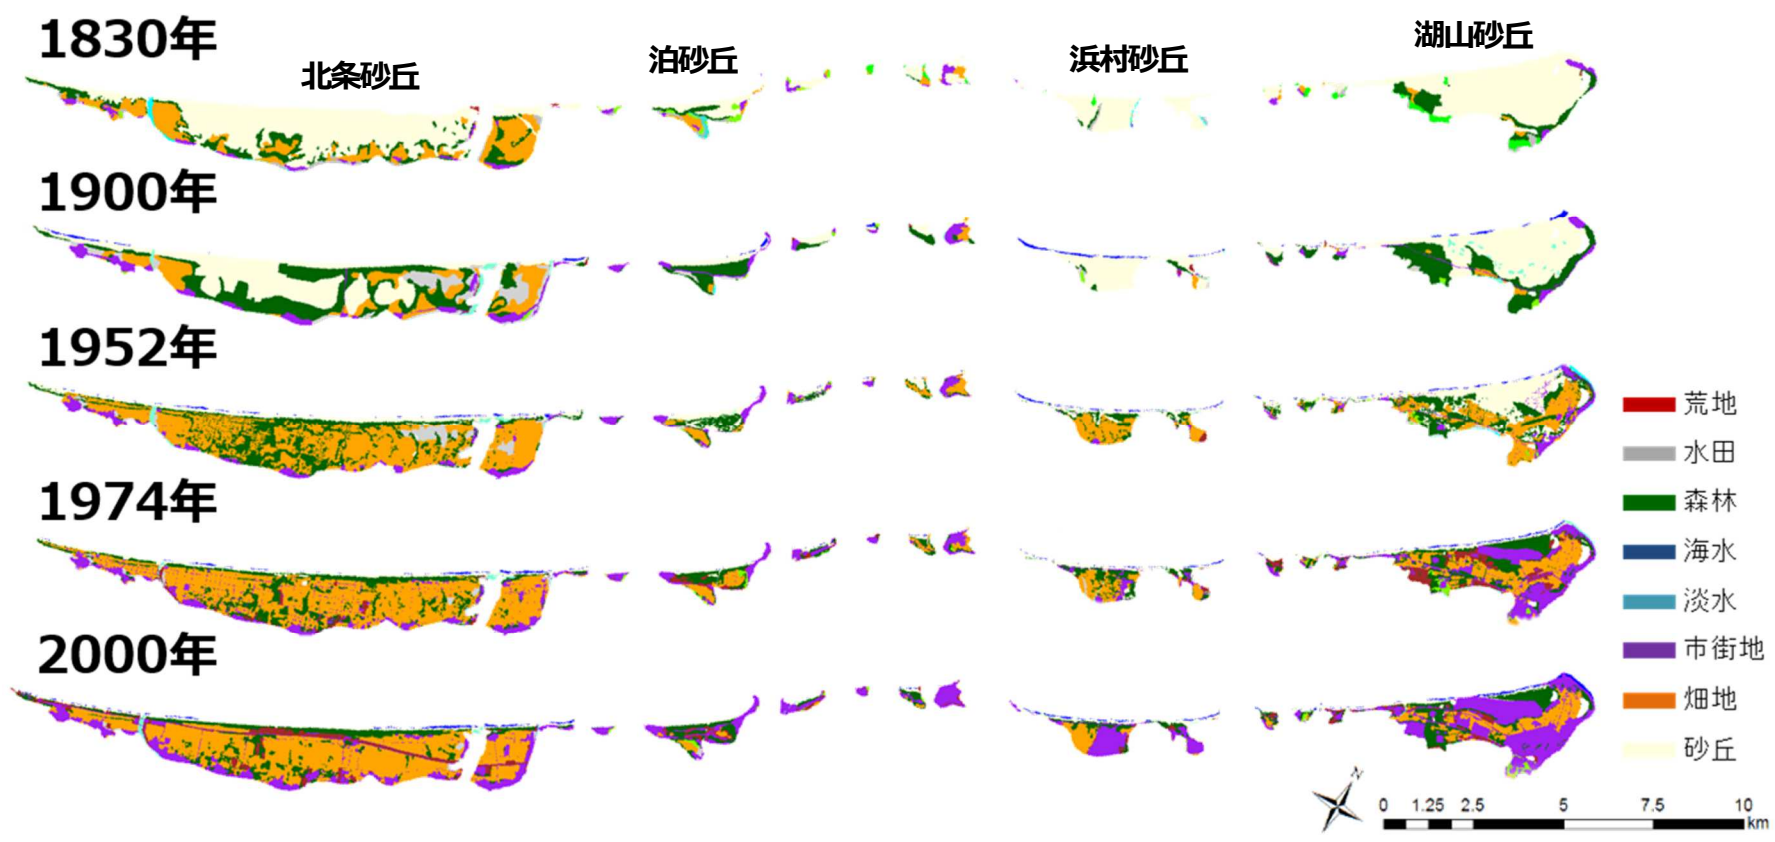 1830年
北条砂丘
泊砂丘
浜村砂丘
湖山砂丘
1900年
1952年
1974年
2000年
荒地
水田
森林
海水
淡水
市街地
畑地
砂丘
N
0 1.25 2.5 5 7.5 10
km